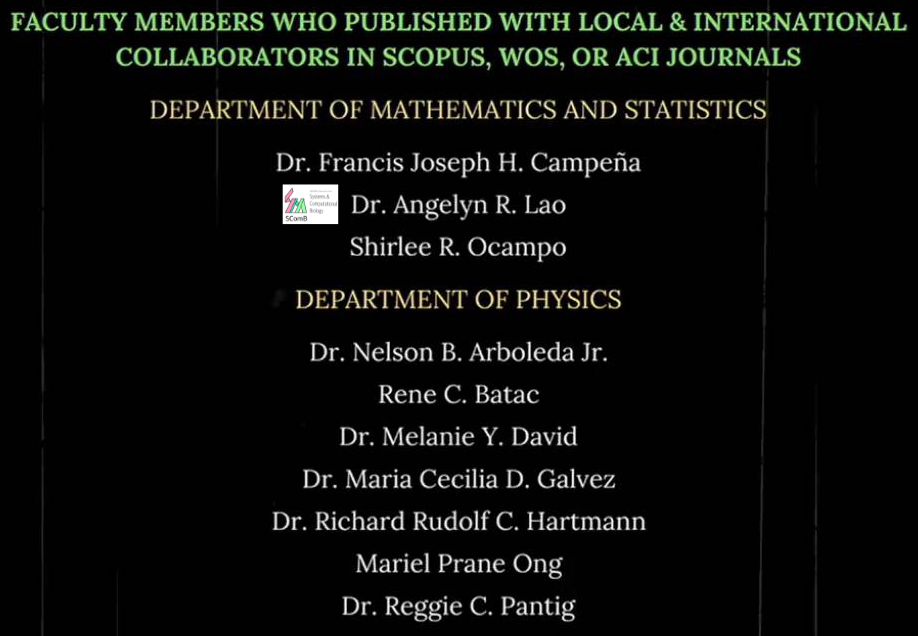 FACULTY MEMBERS WHO PUBLISHED WITH LOCAL & INTERNATIONAL
COLLABORATORS IN SCOPUS, WOS, OR ACI JOURNALS
DEPARTMENT OF MATHEMATICS AND STATISTICS
Dr. Francis Joseph H. Campeña
Systems &
Computational
Biology
SComB
Dr. Angelyn R. Lao
Shirlee R. Ocampo
DEPARTMENT OF PHYSICS
Dr. Nelson B. Arboleda Jr.
Rene C. Batac
Dr. Melanie Y. David
Dr. Maria Cecilia D. Galvez
Dr. Richard Rudolf C. Hartmann
Mariel Prane Ong
Dr. Reggie C. Pantig